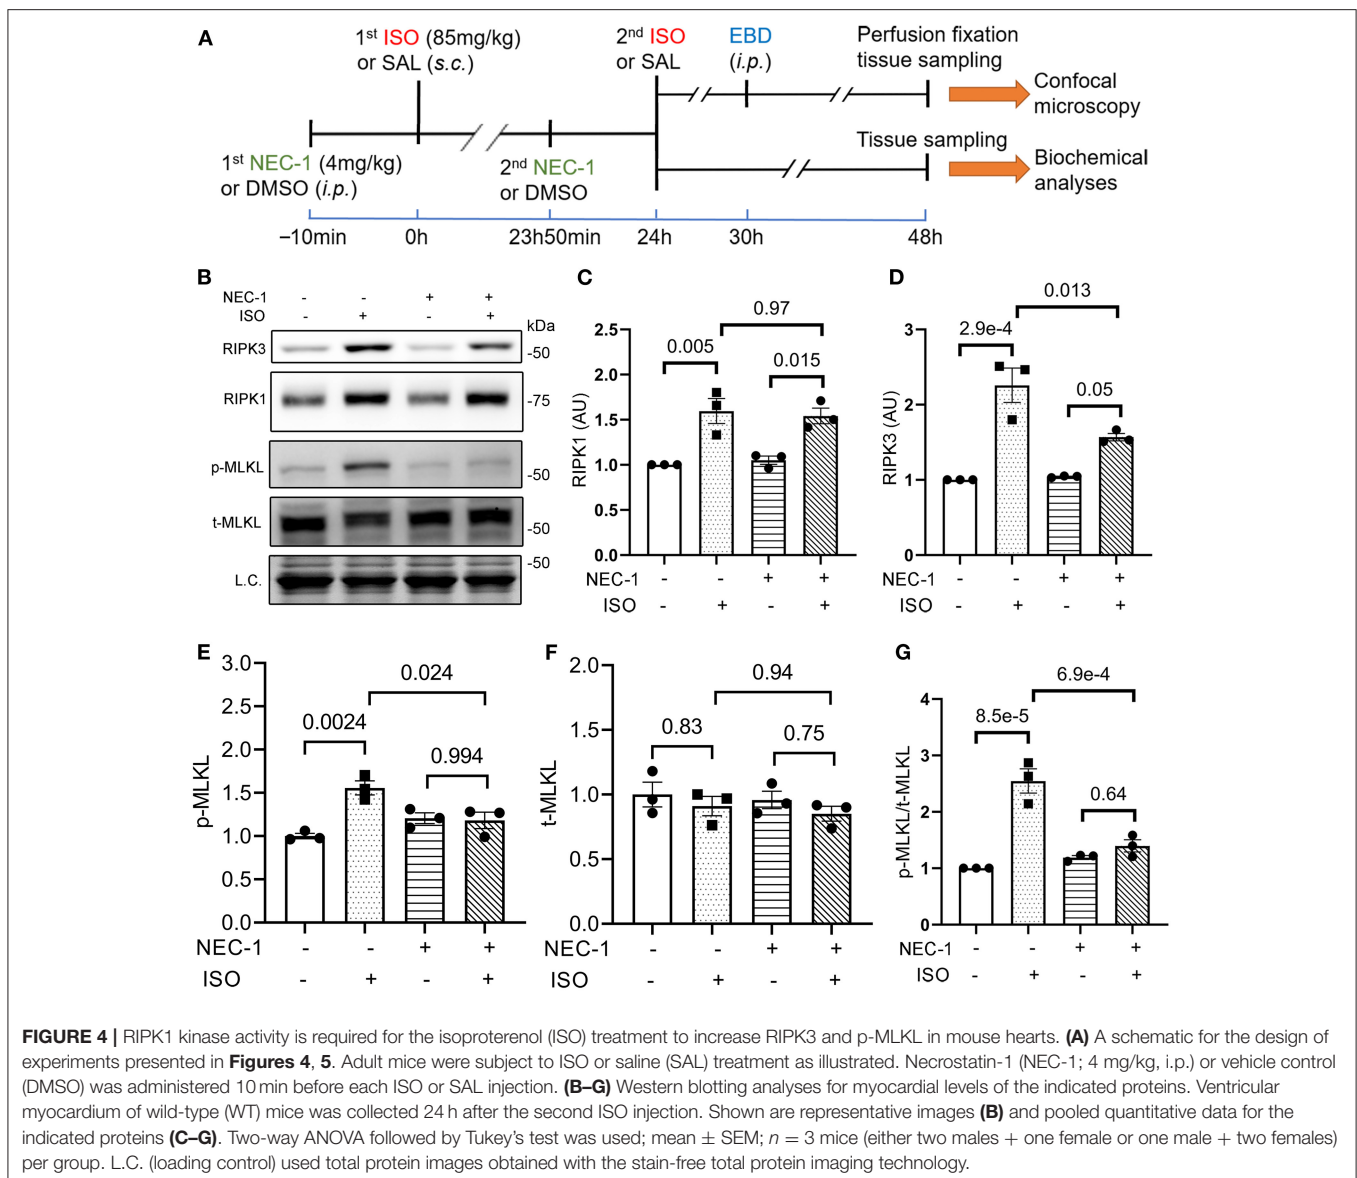 A
1st ISO (85mg/kg)
or SAL (s.c.)
2nd ISO
or SAL
EBD
(i.p.)
Perfusion fixation
tissue sampling
Confocal
microscopy
1st NEC-1 (4mg/kg)
or DMSO (i.p.)
2nd NEC-1
or DMSO
Tissue sampling
Biochemical
analyses
−10min 0h 23h50min 24h 30h 48h
B
NEC-1 - - + +
ISO - + - +
kDa
RIPK3 -50
RIPK1 -75
p-MLKL -50
t-MLKL -50
-50
L.C.
C
0.97
0.005
0.015
RIPK1 (AU)
2.5
2.0
1.5
1.0
0.5
0.0
NEC-1 - - + +
ISO - + - +
D
0.013
2.9e-4
0.05
RIPK3 (AU)
3
2
1
0
NEC-1 - - + +
ISO - + - +
E
0.024
0.0024
0.994
p-MLKL
3.0
2.5
2.0
1.5
1.0
0.5
0.0
NEC-1 - - + +
ISO - + - +
F
0.94
0.83
0.75
t-MLKL
2.0
1.5
1.0
0.5
0.0
NEC-1 - - + +
ISO - + - +
G
6.9e-4
8.5e-5
0.64
p-MLKL/t-MLKL
4
3
2
1
0
NEC-1 - - + +
ISO - + - +
FIGURE 4 | RIPK1 kinase activity is required for the isoproterenol (ISO) treatment to increase RIPK3 and p-MLKL in mouse hearts. (A) A schematic for the design of
experiments presented in Figures 4, 5. Adult mice were subject to ISO or saline (SAL) treatment as illustrated. Necrostatin-1 (NEC-1; 4 mg/kg, i.p.) or vehicle control
(DMSO) was administered 10 min before each ISO or SAL injection. (B–G) Western blotting analyses for myocardial levels of the indicated proteins. Ventricular
myocardium of wild-type (WT) mice was collected 24 h after the second ISO injection. Shown are representative images (B) and pooled quantitative data for the
indicated proteins (C–G). Two-way ANOVA followed by Tukey's test was used; mean ± SEM; n = 3 mice (either two males + one female or one male + two females)
per group. L.C. (loading control) used total protein images obtained with the stain-free total protein imaging technology.